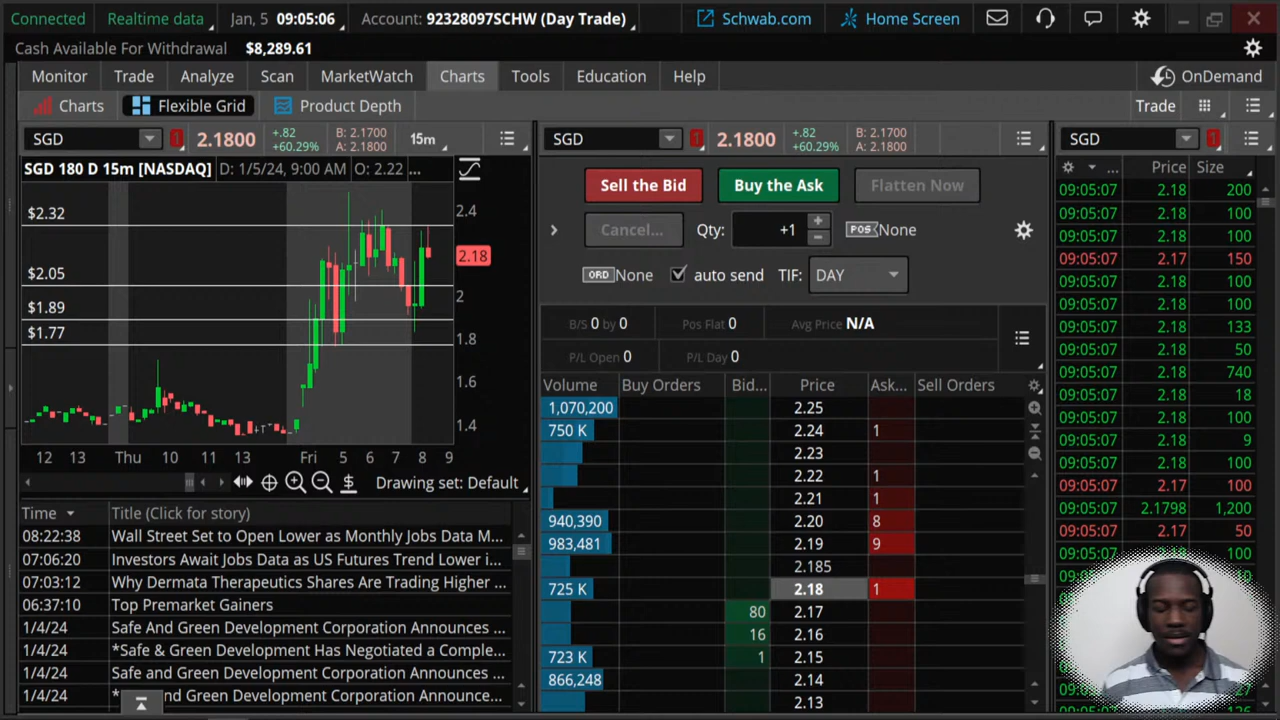 Connected Realtime data Jan, 5 09:05:06 Account: 92328097SCHW (Day Trade) Schwab.com Home Screen
Cash Available For Withdrawal $8,289.61
Monitor Trade Analyze Scan MarketWatch Charts Tools Education Help OnDemand
Charts Flexible Grid Product Depth Trade
SGD 1 2.1800 +.82 +60.29% B: 2.1700 A: 2.1800 15m
SGD 180 D 15m [NASDAQ] D: 1/5/24, 9:00 AM O: 2.22 ...
$2.32
$2.05
$1.89
$1.77
2.4
2.18
2
1.8
1.6
1.4
12 13 Thu 10 11 13 Fri 5 6 7 8 9
Drawing set: Default
Time Title (Click for story)
08:22:38 Wall Street Set to Open Lower as Monthly Jobs Data M...
07:06:20 Investors Await Jobs Data as US Futures Trend Lower i...
07:03:12 Why Dermata Therapeutics Shares Are Trading Higher ...
06:37:10 Top Premarket Gainers
1/4/24 Safe And Green Development Corporation Announces ...
1/4/24 *Safe & Green Development Has Negotiated a Comple...
1/4/24 Safe and Green Development Corporation Announces ...
1/4/24 and Green Development Corporation Announce...
SGD 1 2.1800 +.82 +60.29% B: 2.1700 A: 2.1800
Sell the Bid Buy the Ask Flatten Now
Cancel... Qty: +1 POS None
ORD None auto send TIF: DAY
B/S 0 by 0 Pos Flat 0 Avg Price N/A
P/L Open 0 P/L Day 0
Volume Buy Orders Bid... Price Ask... Sell Orders
1,070,200 2.25
750 K 2.24 1
2.23
2.22 1
2.21 1
940,390 2.20 8
983,481 2.19 9
2.185
725 K 2.18 1
80 2.17
16 2.16
723 K 1 2.15
866,248 2.14
2.13
SGD 1
... Price Size
09:05:07 2.18 200
09:05:07 2.18 100
09:05:07 2.18 100
09:05:07 2.17 150
09:05:07 2.18 100
09:05:07 2.18 100
09:05:07 2.18 133
09:05:07 2.18 50
09:05:07 2.18 740
09:05:07 2.18 18
09:05:07 2.18 100
09:05:07 2.18 9
09:05:07 2.18 100
09:05:07 2.17 100
09:05:07 2.1798 1,200
09:05:07 2.17 50
09:05:07 2.18 100